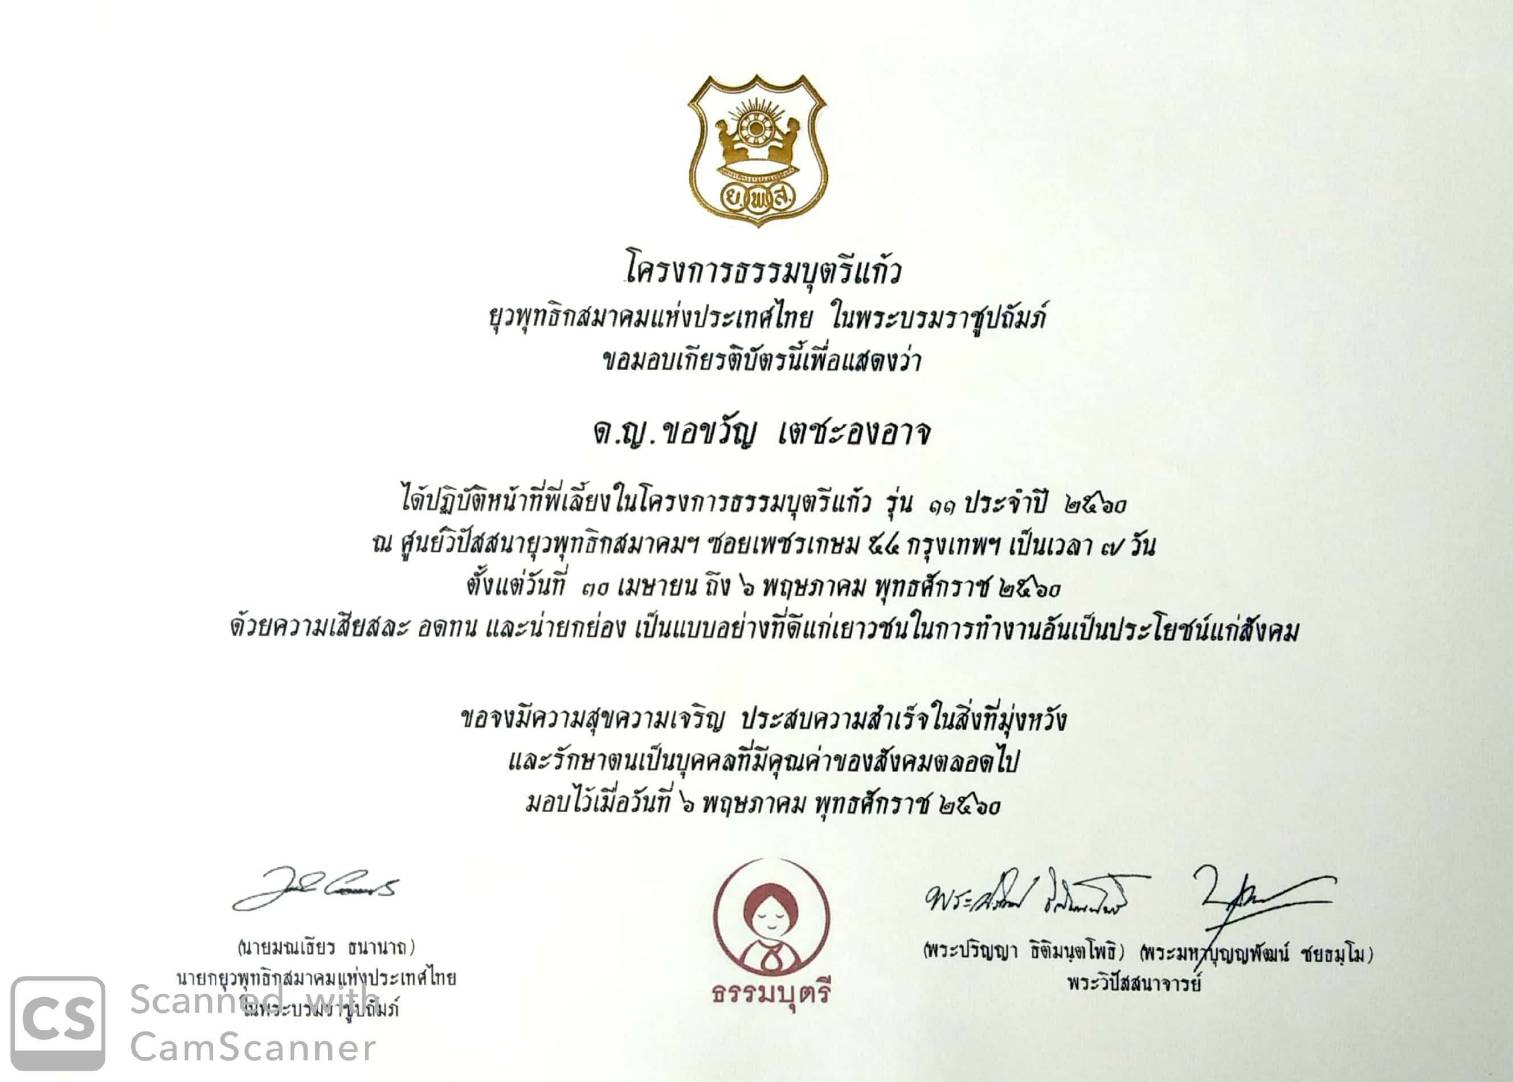 ย.พ.ส.
โครงการธรรมบุตรีแก้ว
ยุวพุทธิกสมาคมแห่งประเทศไทย ในพระบรมราชูปถัมภ์
ขอมอบเกียรติบัตรนี้เพื่อแสดงว่า
ด.ญ.ขอขวัญ เตชะองอาจ
ได้ปฏิบัติหน้าที่พี่เลี้ยงในโครงการธรรมบุตรีแก้ว รุ่น ๑๑ ประจำปี ๒๕๖๐
ณ ศูนย์วิปัสสนายุวพุทธิกสมาคมฯ ซอยเพชรเกษม ๕๔ กรุงเทพฯ เป็นเวลา ๗ วัน
ตั้งแต่วันที่ ๓๐ เมษายน ถึง ๖ พฤษภาคม พุทธศักราช ๒๕๖๐
ด้วยความเสียสละ อดทน และน่ายกย่อง เป็นแบบอย่างที่ดีแก่เยาวชนในการทำงานอันเป็นประโยชน์แก่สังคม
ขอจงมีความสุขความเจริญ ประสบความสำเร็จในสิ่งที่มุ่งหวัง
และรักษาตนเป็นบุคคลที่มีคุณค่าของสังคมตลอดไป
มอบไว้เมื่อวันที่ ๖ พฤษภาคม พุทธศักราช ๒๕๖๐
(นายมณเธียร ธนานาถ)
นายกยุวพุทธิกสมาคมแห่งประเทศไทย
ในพระบรมราชูปถัมภ์
ธรรมบุตรี
(พระปริญญา ธิติมนฺตโพธิ) (พระมหาบุญญพัฒน์ ชยธมฺโม)
พระวิปัสสนาจารย์
CS
Scanned with
CamScanner